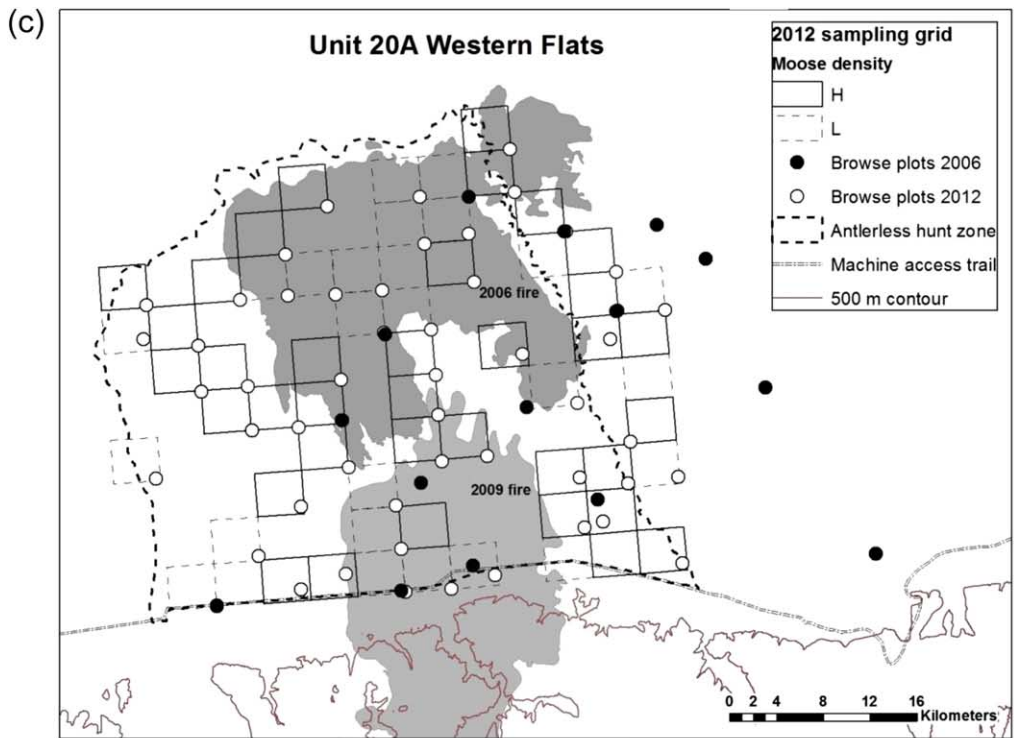 (c)
Unit 20A Western Flats
2012 sampling grid
Moose density
H
L
Browse plots 2006
Browse plots 2012
Antlerless hunt zone
Machine access trail
500 m contour
2006 fire
2009 fire
0 2 4 8 12 16
Kilometers